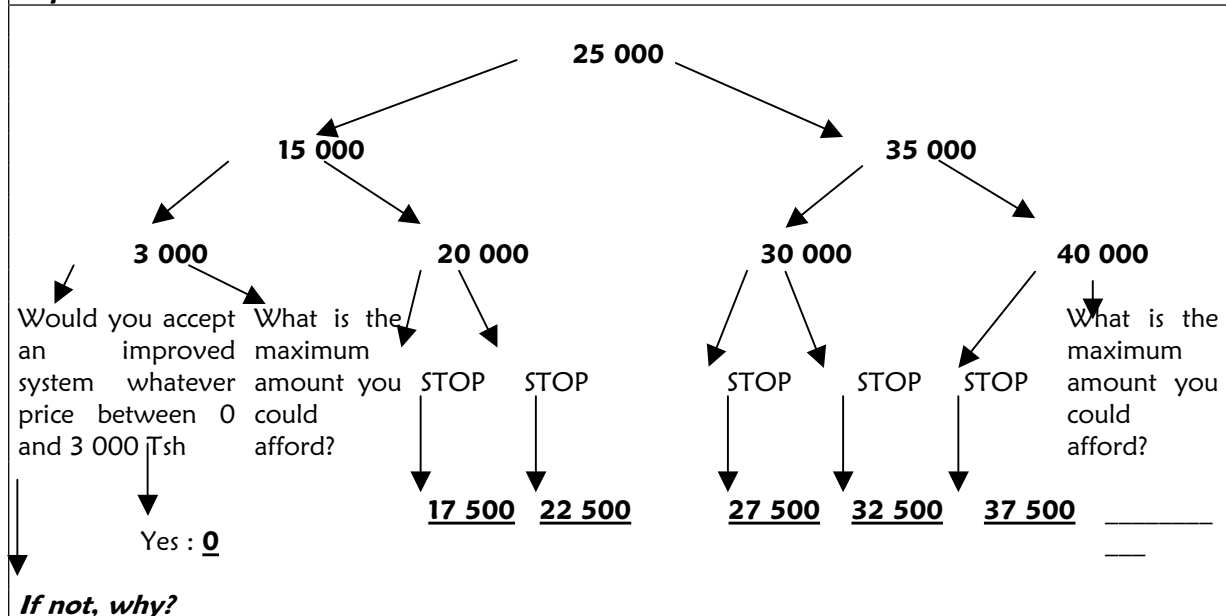 25 000
15 000 35 000
3 000 20 000 30 000 40 000
Would you accept an improved system whatever price between 0 and 3 000 Tsh
What is the maximum amount you could afford?
STOP STOP STOP STOP STOP
What is the maximum amount you could afford?
17 500 22 500 27 500 32 500 37 500 ________
___
Yes : 0
If not, why?